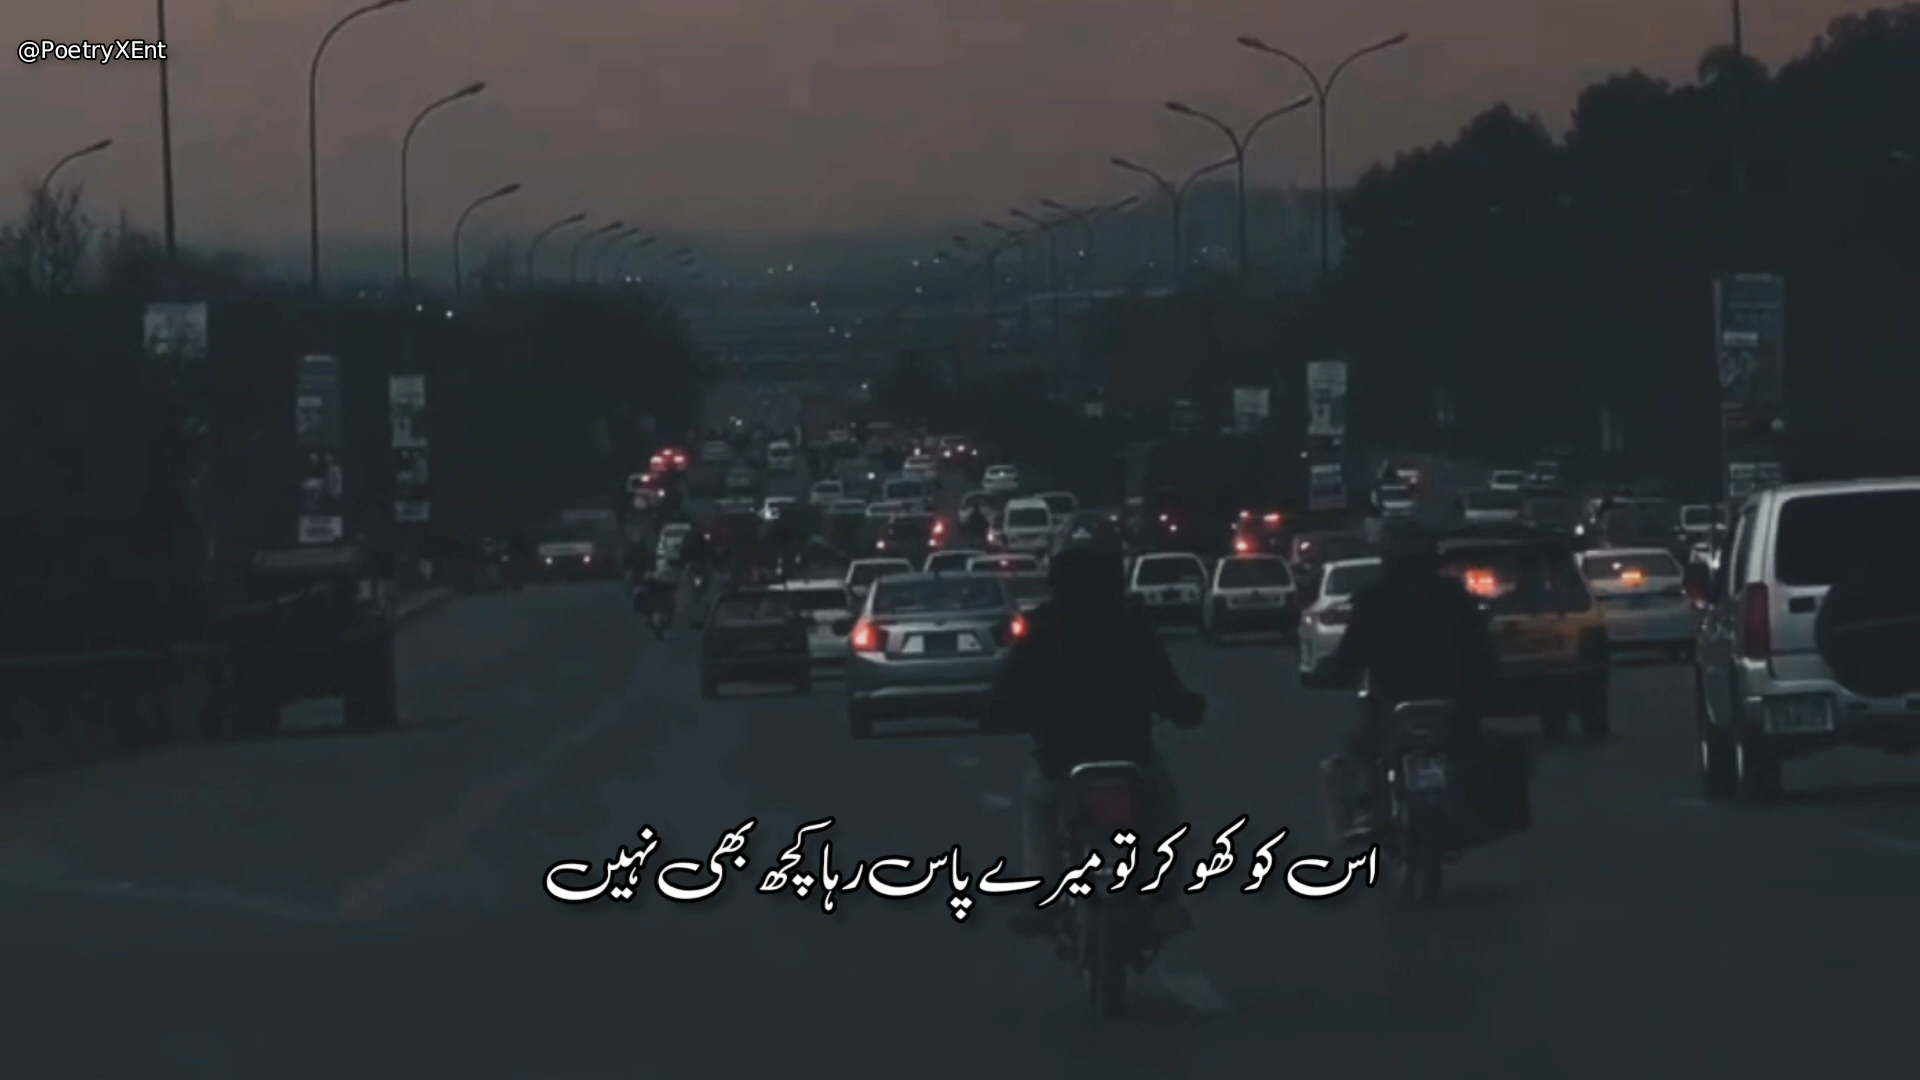 @PoetryXEnt
اس کو کھو کر تو میرے پاس رہا کچھ بھی نہیں